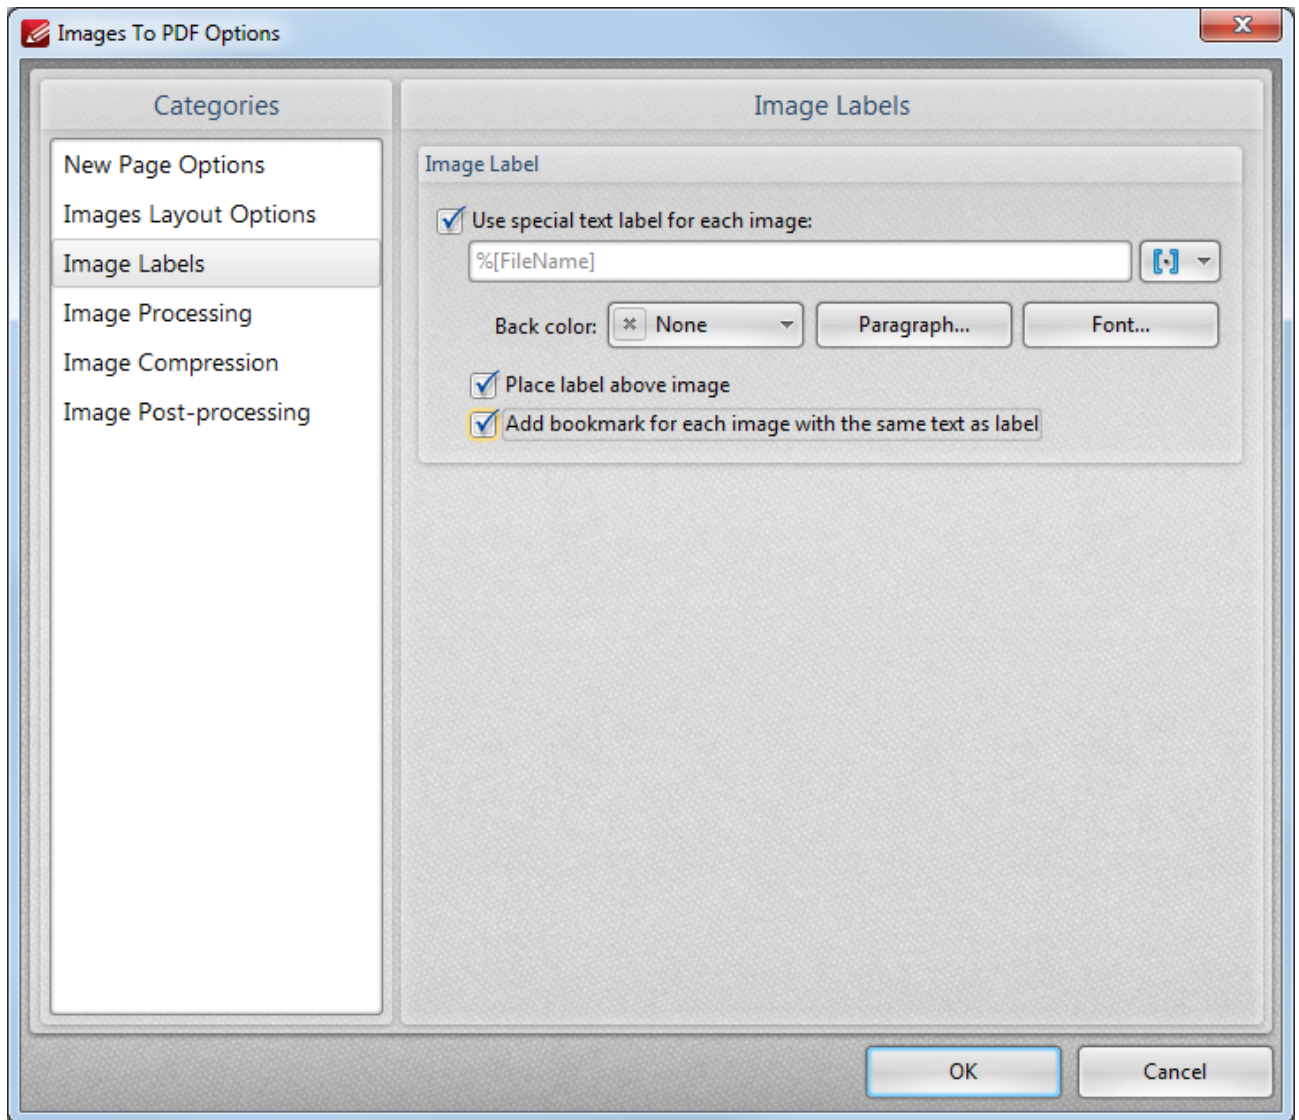 Images To PDF Options
Categories
New Page Options
Images Layout Options
Image Labels
Image Processing
Image Compression
Image Post-processing
Image Labels
Image Label
Use special text label for each image:
%[FileName]
Back color: None Paragraph... Font...
Place label above image
Add bookmark for each image with the same text as label
OK Cancel